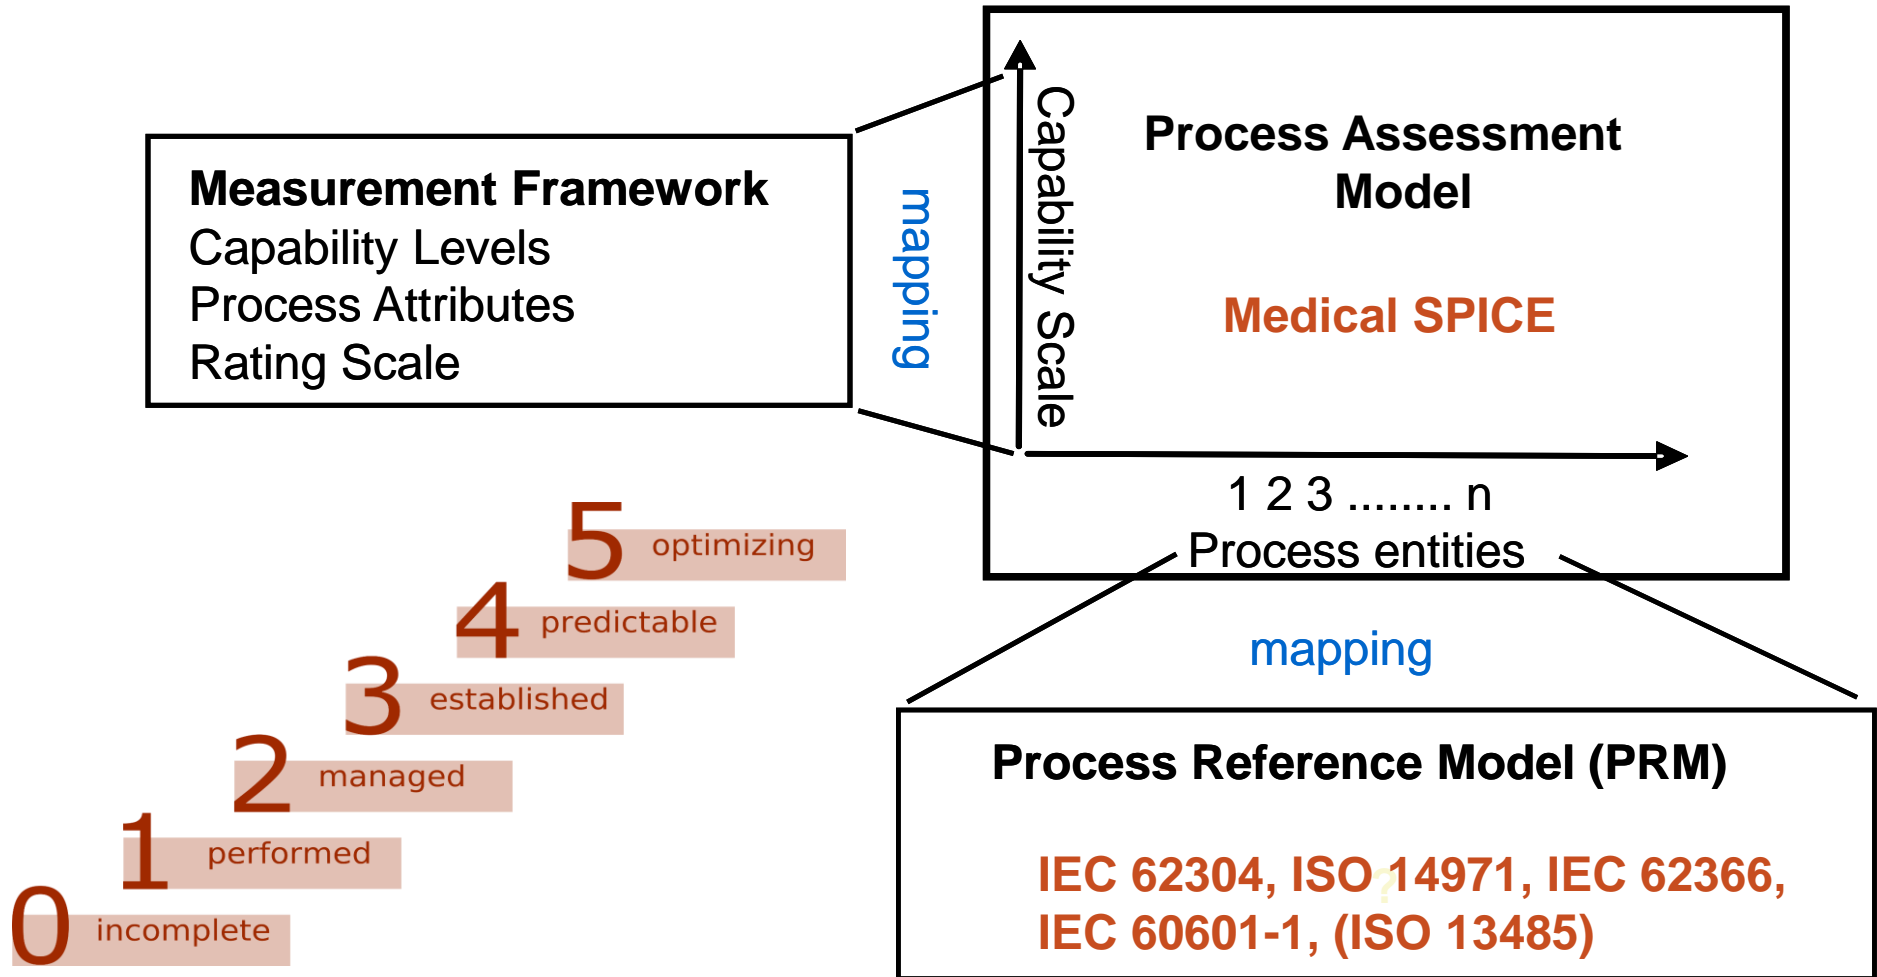 Measurement Framework
Capability Levels
Process Attributes
Rating Scale
mapping
Capability Scale
Process Assessment
Model
Medical SPICE
1 2 3 ........ n
Process entities
mapping
Process Reference Model (PRM)
IEC 62304, ISO 14971, IEC 62366,
IEC 60601-1, (ISO 13485)
?
5 optimizing
4 predictable
3 established
2 managed
1 performed
0 incomplete